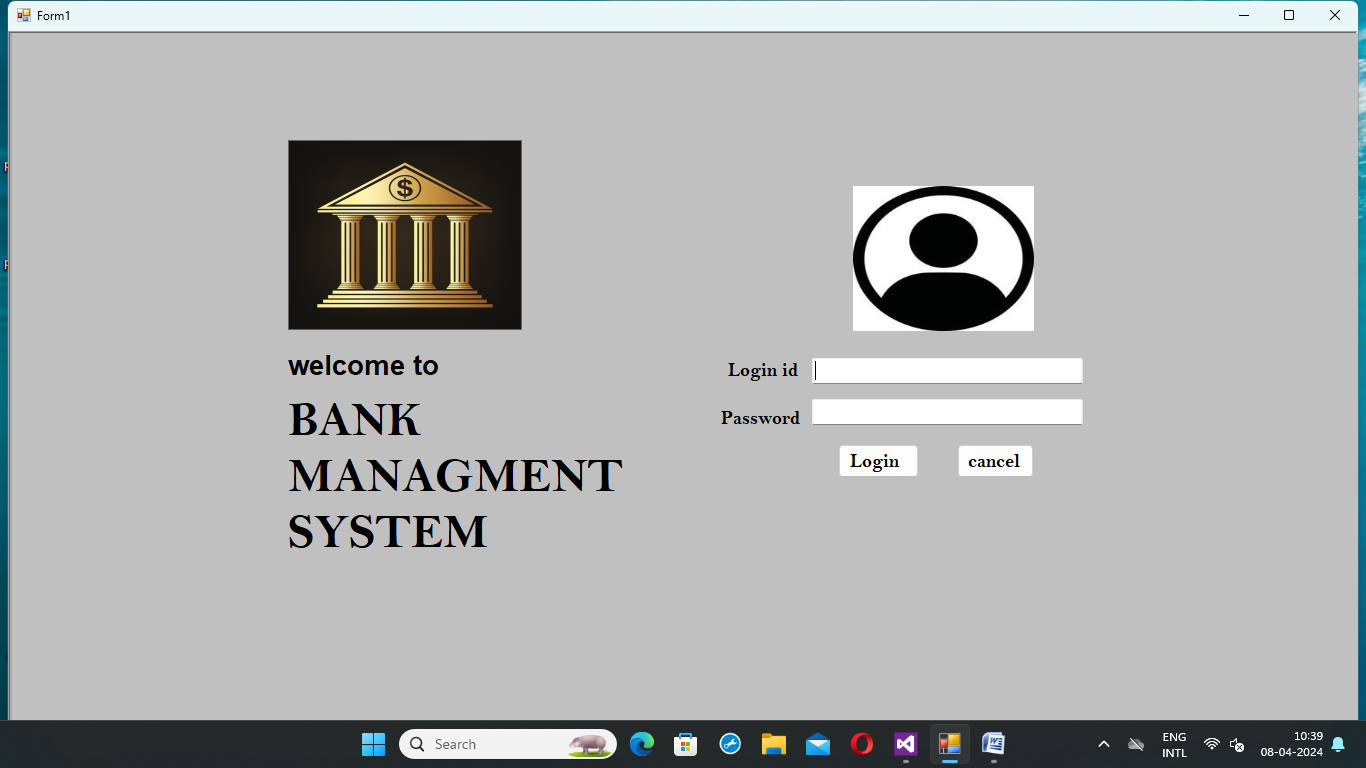 Form1
$
welcome to
BANK
MANAGMENT
SYSTEM
Login id
Password
Login
cancel
Search
ENG
INTL
10:39
08-04-2024